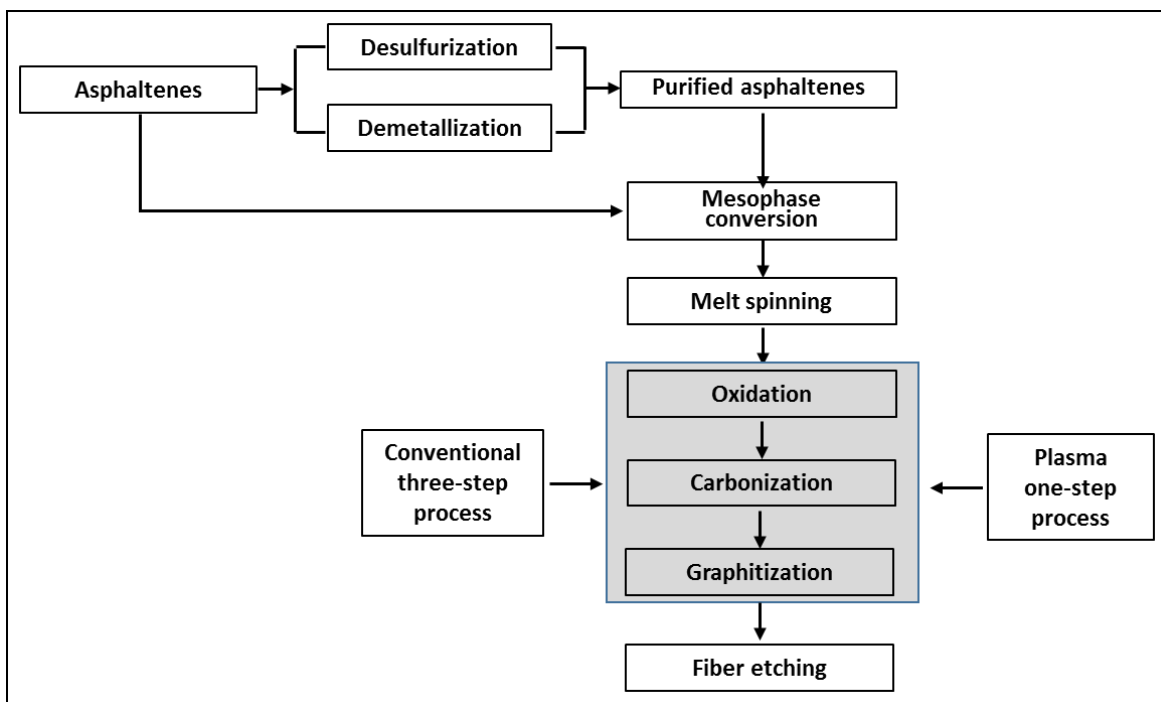 Desulfurization
Asphaltenes
Purified asphaltenes
Demetallization
Mesophase
conversion
Melt spinning
Oxidation
Conventional
three-step
process
Carbonization
Plasma
one-step
process
Graphitization
Fiber etching